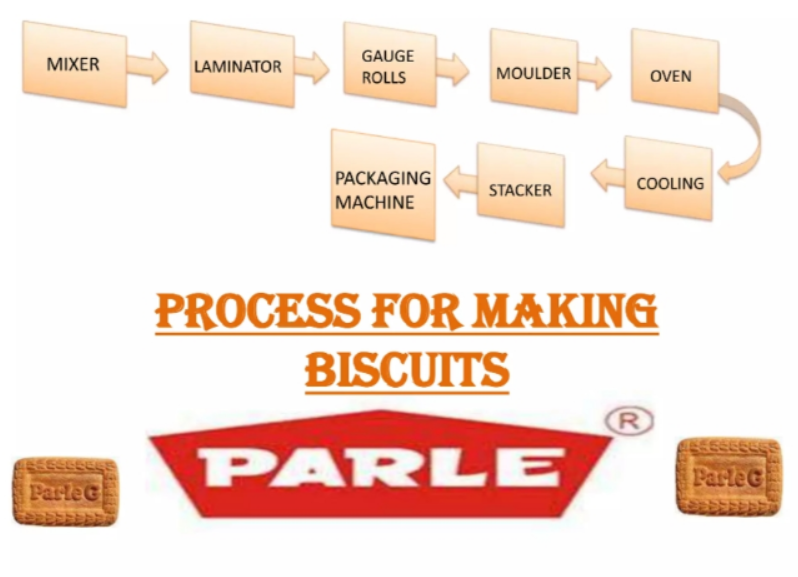 MIXER
LAMINATOR
GAUGE
ROLLS
MOULDER
OVEN
COOLING
STACKER
PACKAGING
MACHINE
PROCESS FOR MAKING
BISCUITS
PARLE
®
Parle G
Parle G